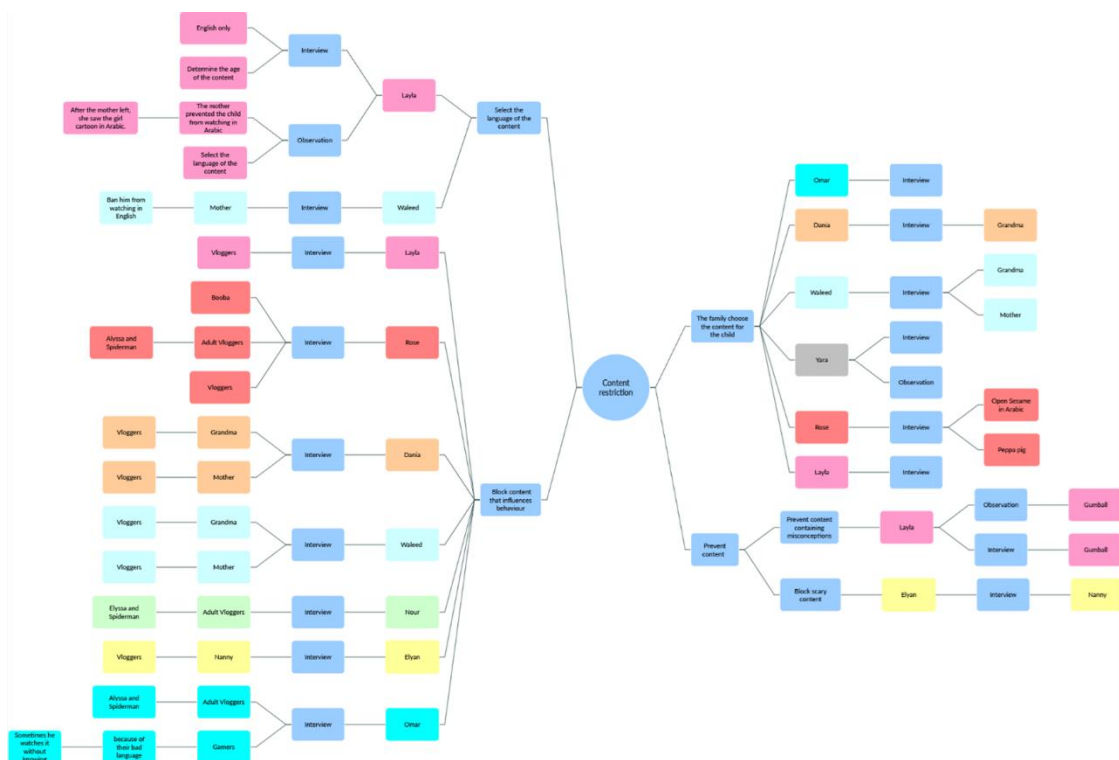 English only
Interview
Determine the age
of the content
Layla
After the mother left,
she saw the girl
cartoon in Arabic.
The mother
prevented the child
from watching in
Arabic
Observation
Select the
language of the
content
Select the
language of the
content
Ban him from
watching in
English
Mother
Interview
Waleed
Vloggers
Interview
Layla
Booba
Alyssa and
Spiderman
Adult Vloggers
Interview
Rose
Vloggers
Vloggers
Grandma
Interview
Dania
Vloggers
Mother
Block content
that influences
behaviour
Vloggers
Grandma
Interview
Waleed
Vloggers
Mother
Elyssa and
Spiderman
Adult Vloggers
Interview
Nour
Vloggers
Nanny
Interview
Elyan
Alyssa and
Spiderman
Adult Vloggers
Interview
Omar
Sometimes he
watches it
without
knowing
because of
their bad
language
Gamers
Content
restriction
The family choose
the content for
the child
Omar
Interview
Dania
Interview
Grandma
Waleed
Interview
Grandma
Mother
Yara
Interview
Observation
Rose
Interview
Open Sesame
in Arabic
Peppa pig
Layla
Interview
Prevent
content
Prevent content
containing
misconceptions
Layla
Observation
Gumball
Interview
Gumball
Block scary
content
Elyan
Interview
Nanny